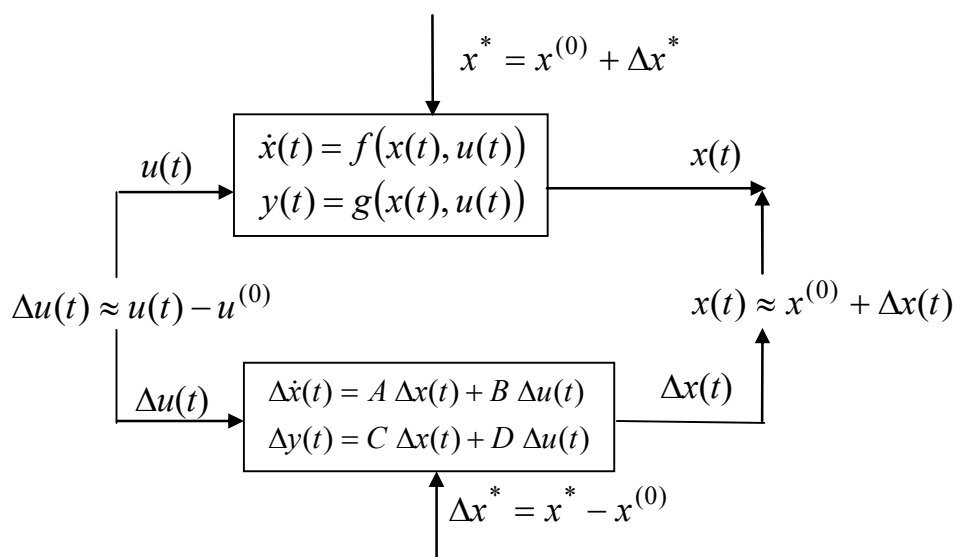 x* = x⁽⁰⁾ + Δx*
ẋ(t) = f(x(t), u(t))
y(t) = g(x(t), u(t))
u(t)
x(t)
Δu(t) ≈ u(t) − u⁽⁰⁾
x(t) ≈ x⁽⁰⁾ + Δx(t)
Δu(t)
Δẋ(t) = A Δx(t) + B Δu(t)
Δy(t) = C Δx(t) + D Δu(t)
Δx(t)
Δx* = x* − x⁽⁰⁾